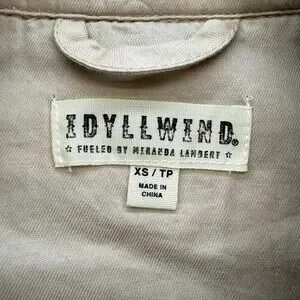 IDYLLWIND®
☆ FUELED BY MIRANDA LAMBERT ☆
XS / TP
MADE IN
CHINA